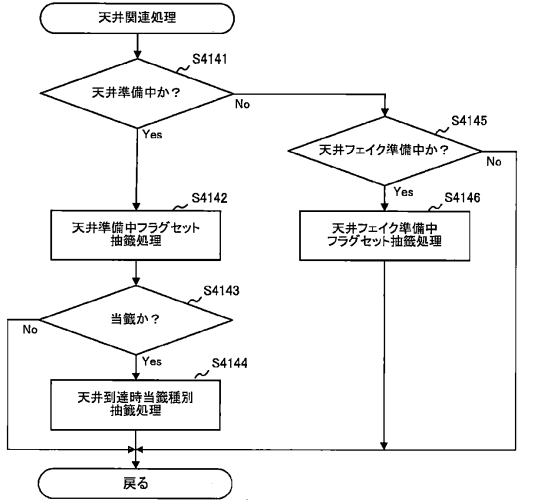 天井関連処理
S4141
天井準備中か?
No
Yes
S4145
天井フェイク準備中か?
No
Yes
S4142
天井準備中フラグセット
抽籤処理
S4146
天井フェイク準備中
フラグセット抽籤処理
S4143
当籤か?
No
Yes
S4144
天井到達時当籤種別
抽籤処理
戻る